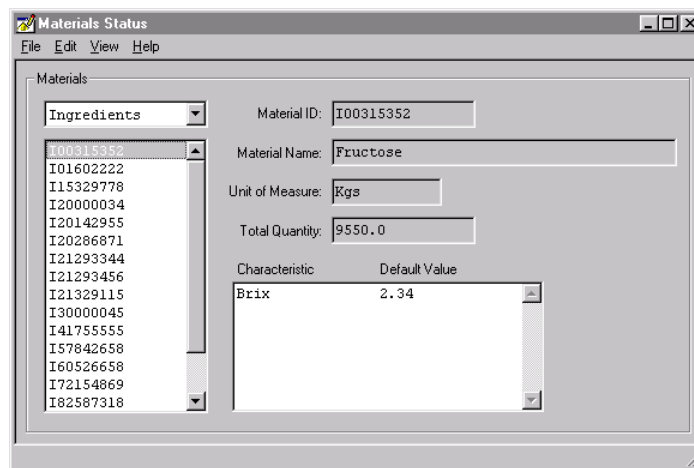 Materials Status
File Edit View Help
Materials
Ingredients
I00315352
I01602222
I15329778
I20000034
I20142955
I20286871
I21293344
I21293456
I21329115
I30000045
I41755555
I57842658
I60526658
I72154869
I82587318
Material ID: I00315352
Material Name: Fructose
Unit of Measure: Kgs
Total Quantity: 9550.0
Characteristic Default Value
Brix 2.34